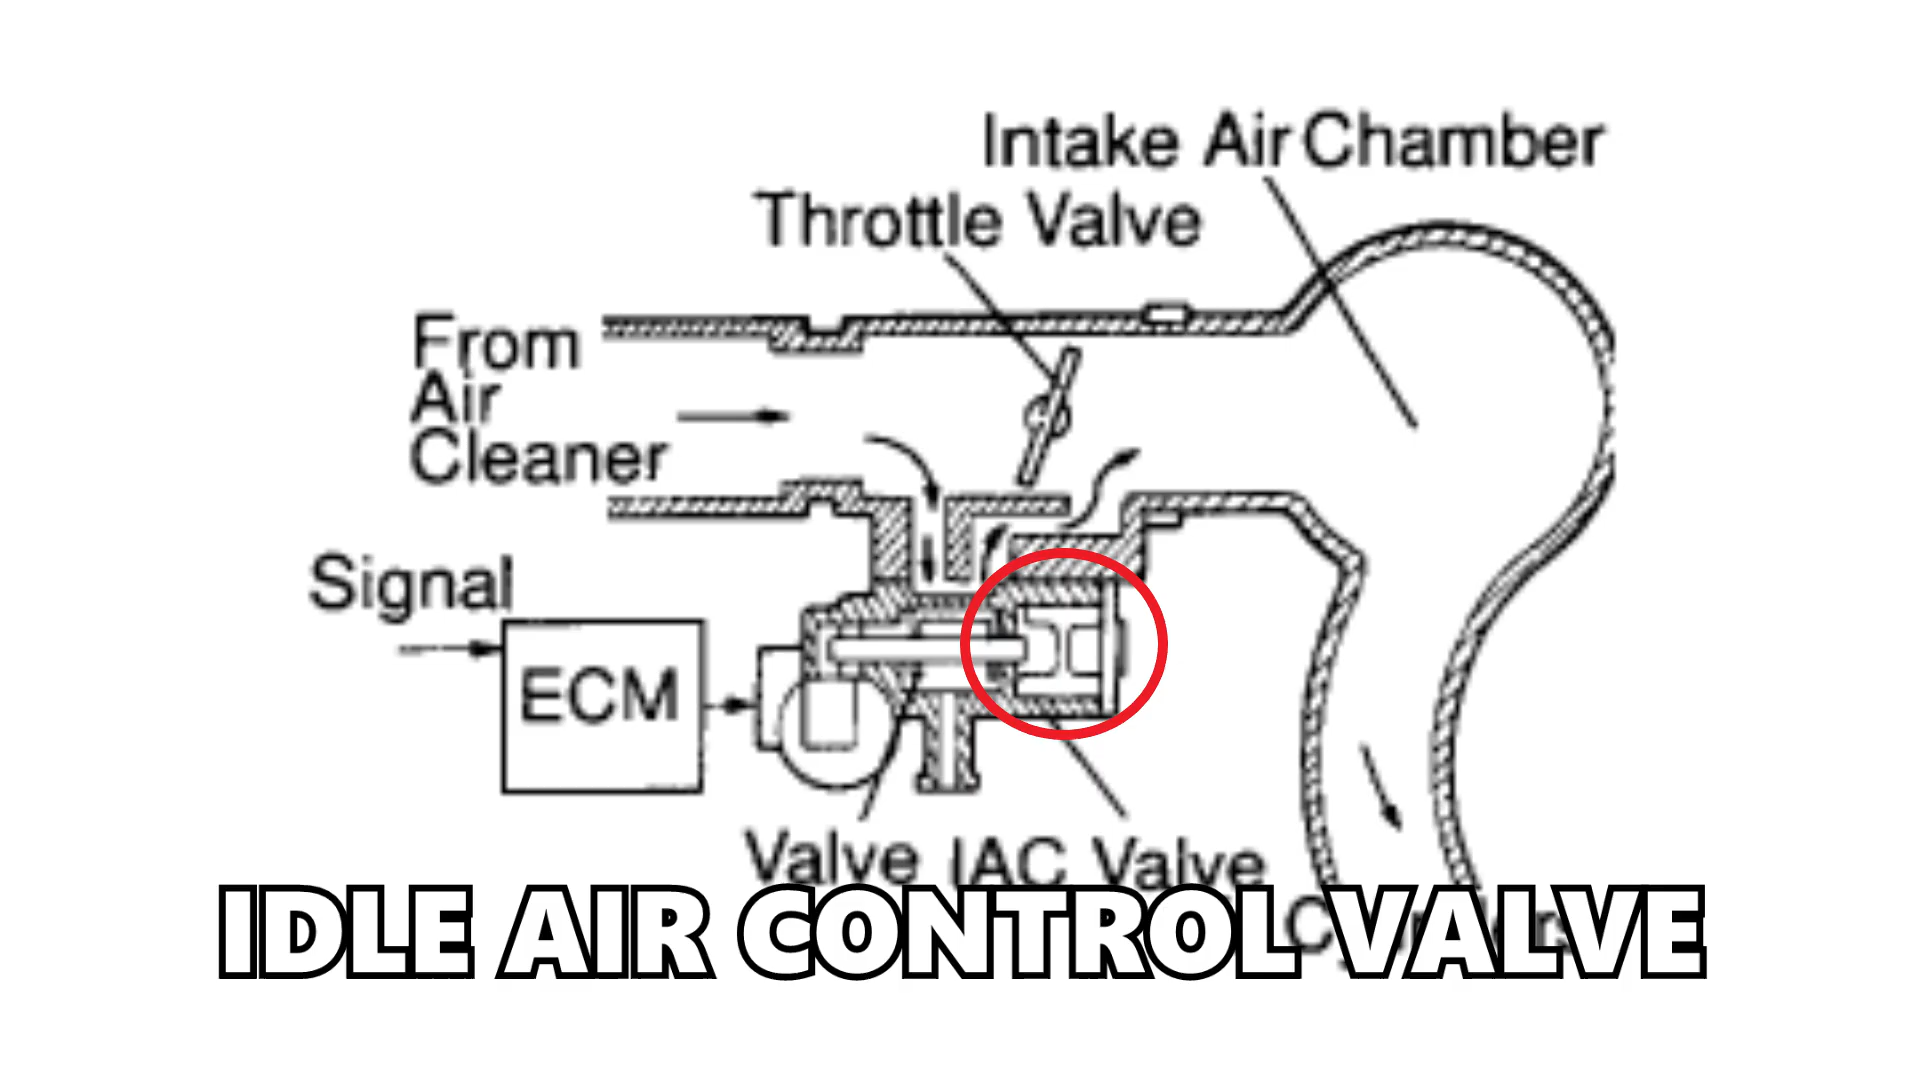 Intake Air Chamber
Throttle Valve
From
Air
Cleaner
Signal
ECM
Valve
IAC Valve
IDLE AIR CONTROL VALVE